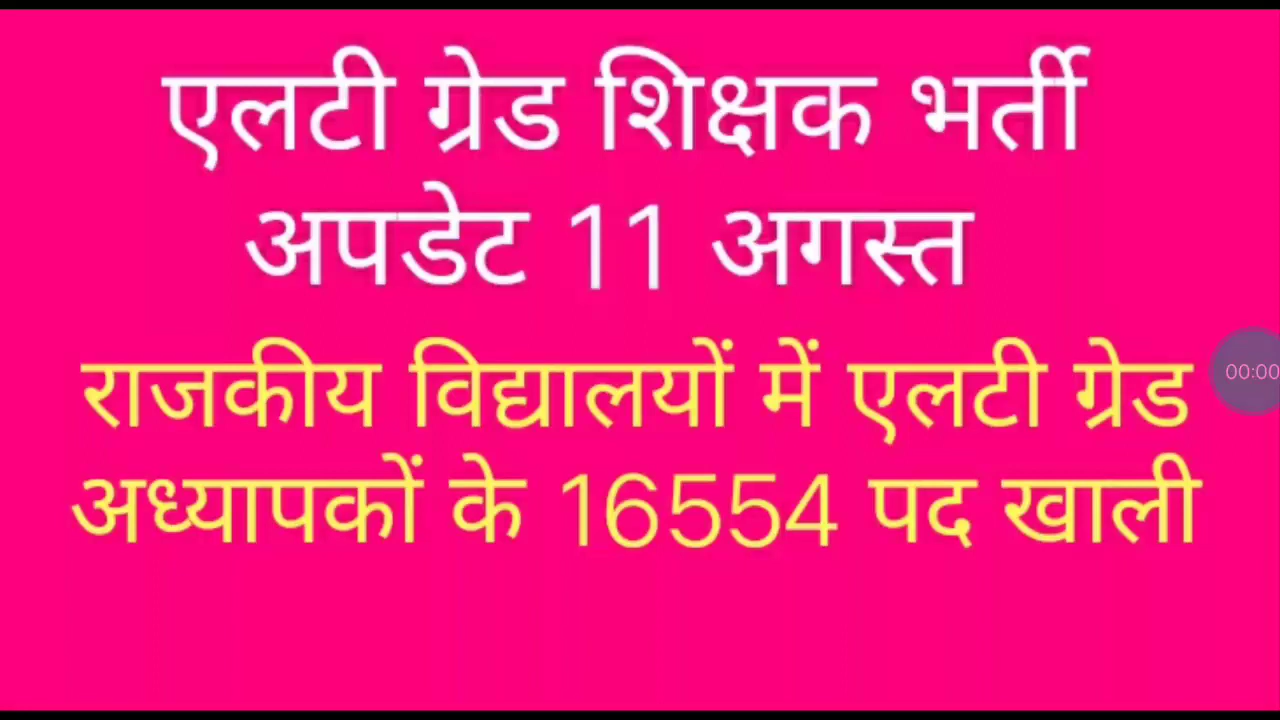 एलटी ग्रेड शिक्षक भर्ती
अपडेट 11 अगस्त
राजकीय विद्यालयों में एलटी ग्रेड
अध्यापकों के 16554 पद खाली
00:00